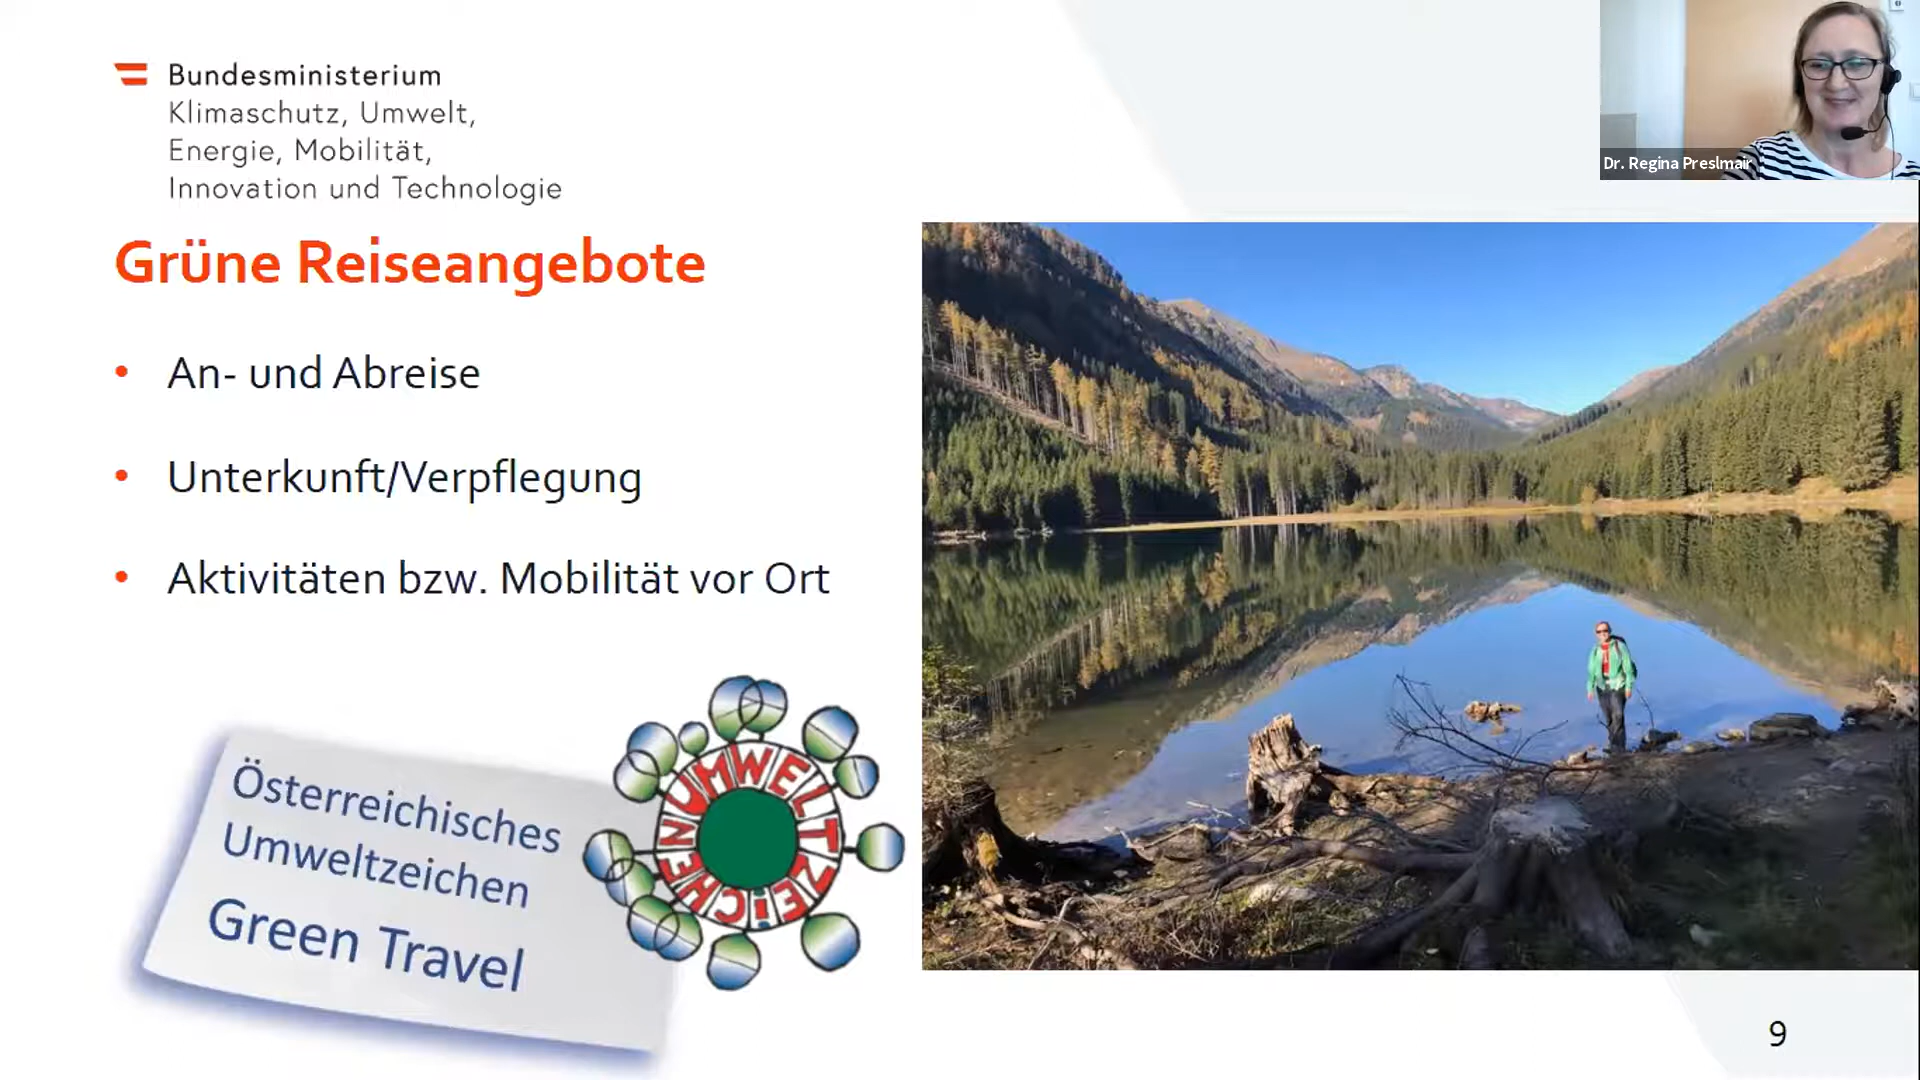 Bundesministerium
Klimaschutz, Umwelt,
Energie, Mobilität,
Innovation und Technologie
Dr. Regina Preslmair
Grüne Reiseangebote
• An- und Abreise
• Unterkunft/Verpflegung
• Aktivitäten bzw. Mobilität vor Ort
Österreichisches
Umweltzeichen
Green Travel
UMWELTZEiCHEN
9